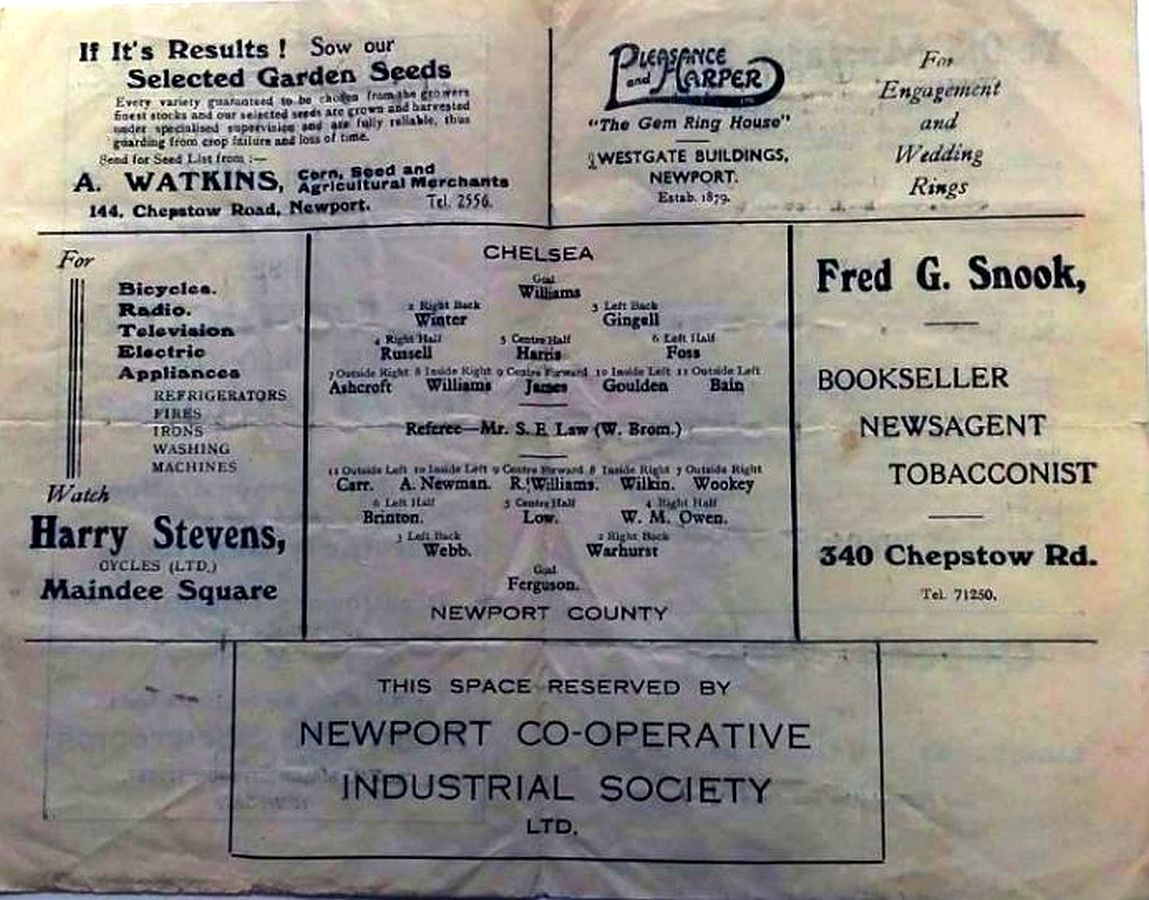 If It's Results! Sow our
Selected Garden Seeds
Every variety guaranteed to be chosen from the growers
finest stocks and our selected seeds are grown and harvested
under specialised supervision and are fully reliable, thus
guarding from crop failure and loss of time.
Send for Seed List from :—
A. WATKINS, Corn, Seed and
Agricultural Merchants
144, Chepstow Road, Newport. Tel. 2556.
PLEASANCE
and HARPER
LTD
"The Gem Ring House"
WESTGATE BUILDINGS,
NEWPORT.
Estab. 1879.
For
Engagement
and
Wedding
Rings
For
Bicycles.
Radio.
Television
Electric
Appliances
REFRIGERATORS
FIRES
IRONS
WASHING
MACHINES
Watch
Harry Stevens,
CYCLES (LTD.)
Maindee Square
CHELSEA
Goal
Williams
2 Right Back 3 Left Back
Winter Gingell
4 Right Half 5 Centre Half 6 Left Half
Russell Harris Foss
7 Outside Right 8 Inside Right 9 Centre Forward 10 Inside Left 11 Outside Left
Ashcroft Williams James Goulden Bain
Referee—Mr. S. E Law (W. Brom.)
11 Outside Left 10 Inside Left 9 Centre Forward 8 Inside Right 7 Outside Right
Carr. A. Newman. R. Williams. Wilkin. Wookey
6 Left Half 5 Centre Half 4 Right Half
Brinton. Low. W. M. Owen.
3 Left Back 2 Right Back
Webb. Warhurst
Goal
Ferguson.
NEWPORT COUNTY
Fred G. Snook,
BOOKSELLER
NEWSAGENT
TOBACCONIST
340 Chepstow Rd.
Tel. 71250.
THIS SPACE RESERVED BY
NEWPORT CO-OPERATIVE
INDUSTRIAL SOCIETY
LTD.